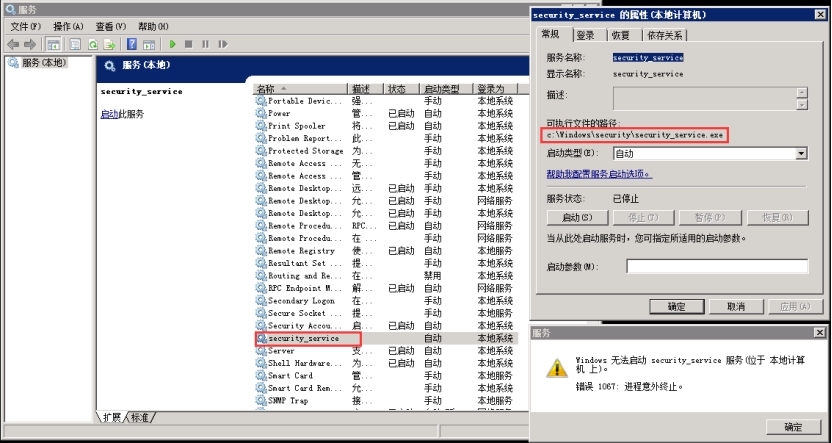 服务
文件(F) 操作(A) 查看(V) 帮助(H)
服务(本地)
服务(本地)
security_service
启动此服务
名称 描述 状态 启动类型 登录为
Portable Devic... 强... 手动 本地系统
Power 管... 已启动 自动 本地系统
Print Spooler 将... 已启动 自动 本地系统
Problem Report... 此... 手动 本地系统
Protected Storage 为... 手动 本地系统
Remote Access ... 无... 手动 本地系统
Remote Access ... 管... 手动 本地系统
Remote Desktop... 远... 已启动 手动 本地系统
Remote Desktop... 允... 已启动 手动 网络服务
Remote Desktop... 允... 已启动 手动 本地系统
Remote Procedu... RPC... 已启动 自动 网络服务
Remote Procedu... 在 ... 手动 网络服务
Remote Registry 使... 已启动 自动 本地服务
Resultant Set ... 提... 手动 本地系统
Routing and Re... 在... 禁用 本地系统
RPC Endpoint M... 解... 已启动 自动 网络服务
Secondary Logon 在... 手动 本地系统
Secure Socket ... 提... 手动 本地服务
Security Accou... 启... 已启动 自动 本地系统
security_service 自动 本地系统
Server 支... 已启动 自动 本地系统
Shell Hardware... 为... 已启动 自动 本地系统
Smart Card 管... 手动 本地服务
Smart Card Rem... 允... 手动 本地系统
SNMP Trap 接... 手动 本地服务
扩展 标准
security_service 的属性(本地计算机)
常规 登录 恢复 依存关系
服务名称: security_service
显示名称: security_service
描述:
可执行文件的路径:
c:\Windows\security\security_service.exe
启动类型(E): 自动
帮助我配置服务启动选项。
服务状态: 已停止
启动(S) 停止(T) 暂停(P) 恢复(R)
当从此处启动服务时，您可指定所适用的启动参数。
启动参数(M):
确定 取消 应用(A)
服务
Windows 无法启动 security_service 服务(位于 本地计算
机 上)。
错误 1067: 进程意外终止。
确定